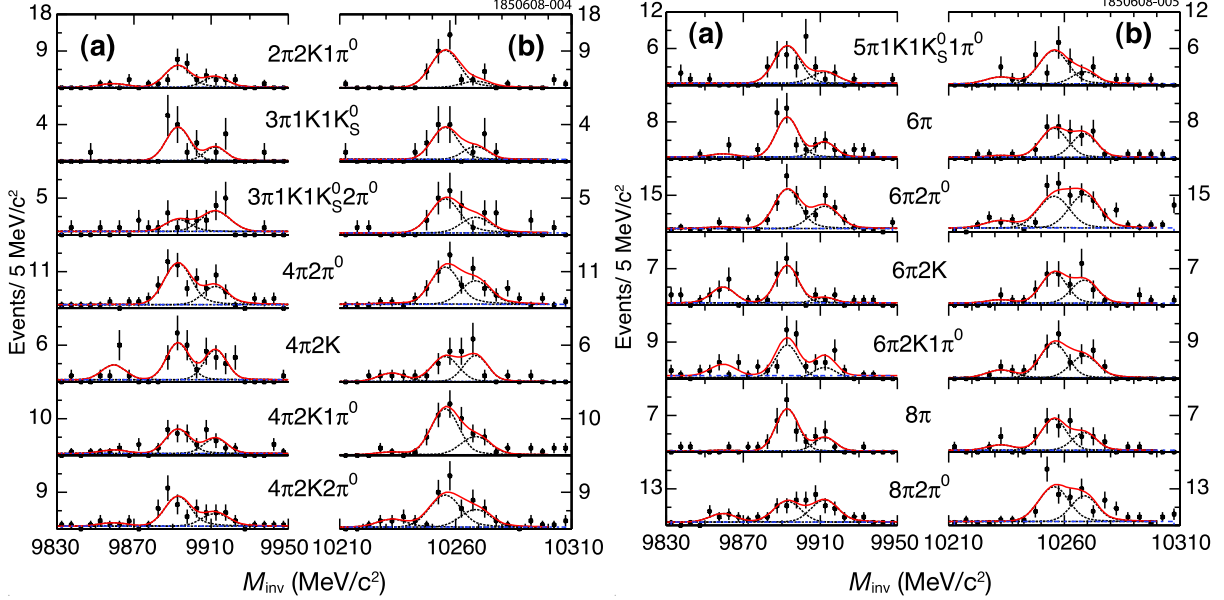 1850608-004
18 (a) (b) 18
9 2π2K1π⁰ 9
4 3π1K1K⁰S 4
5 3π1K1K⁰S2π⁰ 5
11 4π2π⁰ 11
6 4π2K 6
10 4π2K1π⁰ 10
9 4π2K2π⁰ 9
9830 9870 9910 9950 10210 10260 10310
Events/ 5 MeV/c²
Minv (MeV/c²)
12 (a) (b) 12
6 5π1K1K⁰S1π⁰ 6
8 6π 8
15 6π2π⁰ 15
7 6π2K 7
9 6π2K1π⁰ 9
7 8π 7
13 8π2π⁰ 13
9830 9870 9910 9950 10210 10260 10310
Events/ 5 MeV/c²
Minv (MeV/c²)